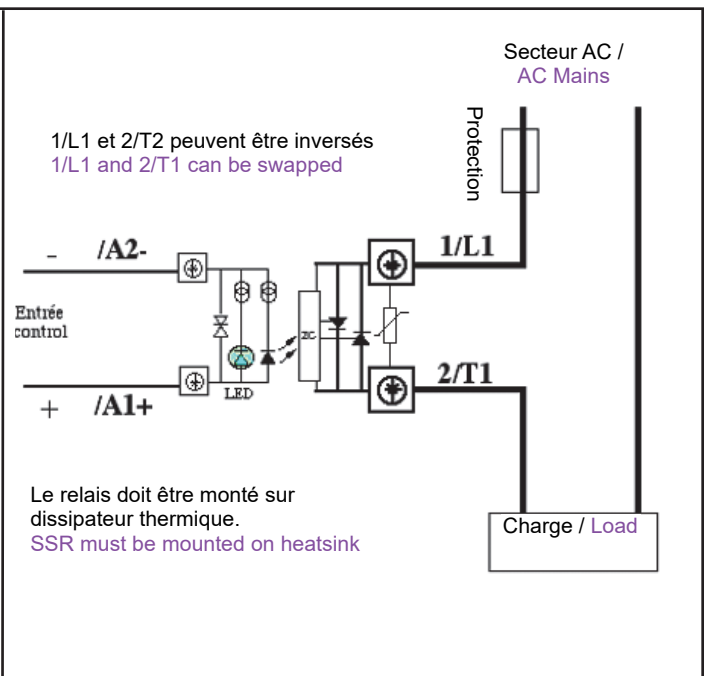 Secteur AC /
AC Mains
Protection
1/L1 et 2/T2 peuvent être inversés
1/L1 and 2/T1 can be swapped
- /A2-
1/L1
Entrée
control
ZC
LED
2/T1
+ /A1+
Le relais doit être monté sur
dissipateur thermique.
SSR must be mounted on heatsink
Charge / Load